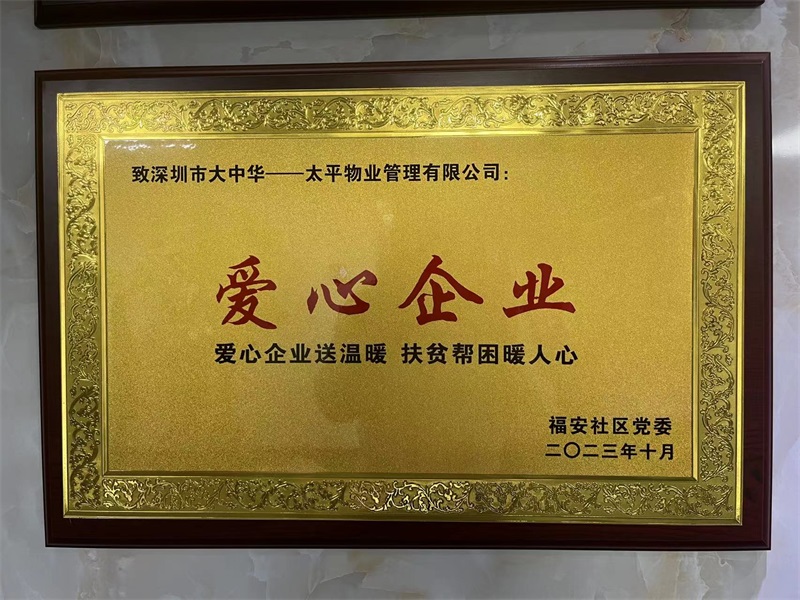 致深圳市大中华——太平物业管理有限公司:
爱心企业
爱心企业送温暖 扶贫帮困暖人心
福安社区党委
二〇二三年十月